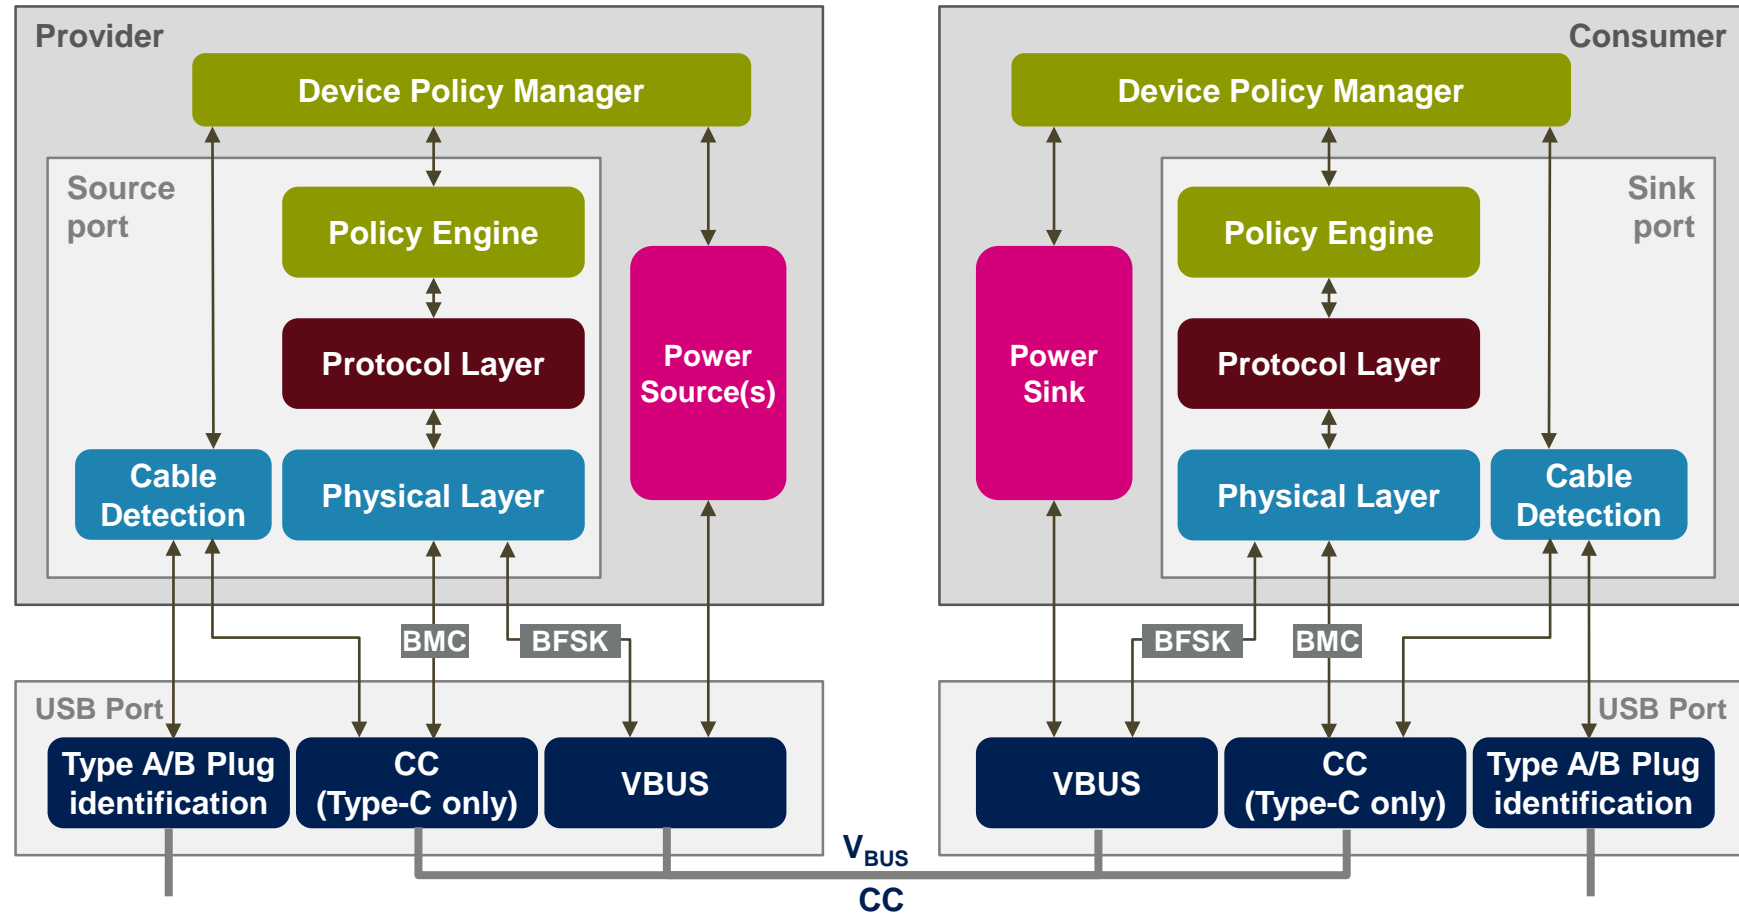 Provider
Device Policy Manager
Source
port
Policy Engine
Protocol Layer
Power
Source(s)
Cable
Detection
Physical Layer
BMC
BFSK
USB Port
Type A/B Plug
identification
CC
(Type-C only)
VBUS
Consumer
Device Policy Manager
Sink
port
Policy Engine
Power
Sink
Protocol Layer
Physical Layer
Cable
Detection
BFSK
BMC
USB Port
VBUS
CC
(Type-C only)
Type A/B Plug
identification
VBUS
CC